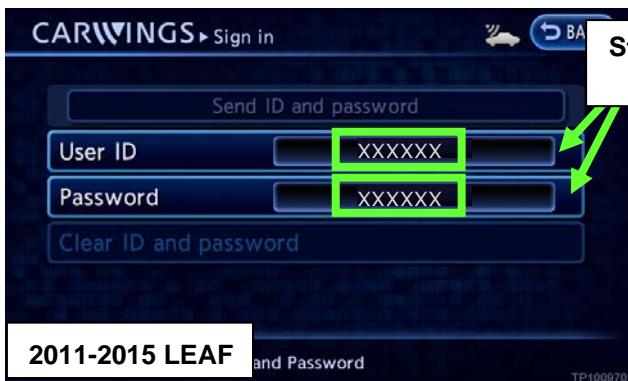 CARWINGS▸Sign in
BA
Send ID and password
User ID XXXXXX
Password XXXXXX
Clear ID and password
2011-2015 LEAF
and Password
TP100970